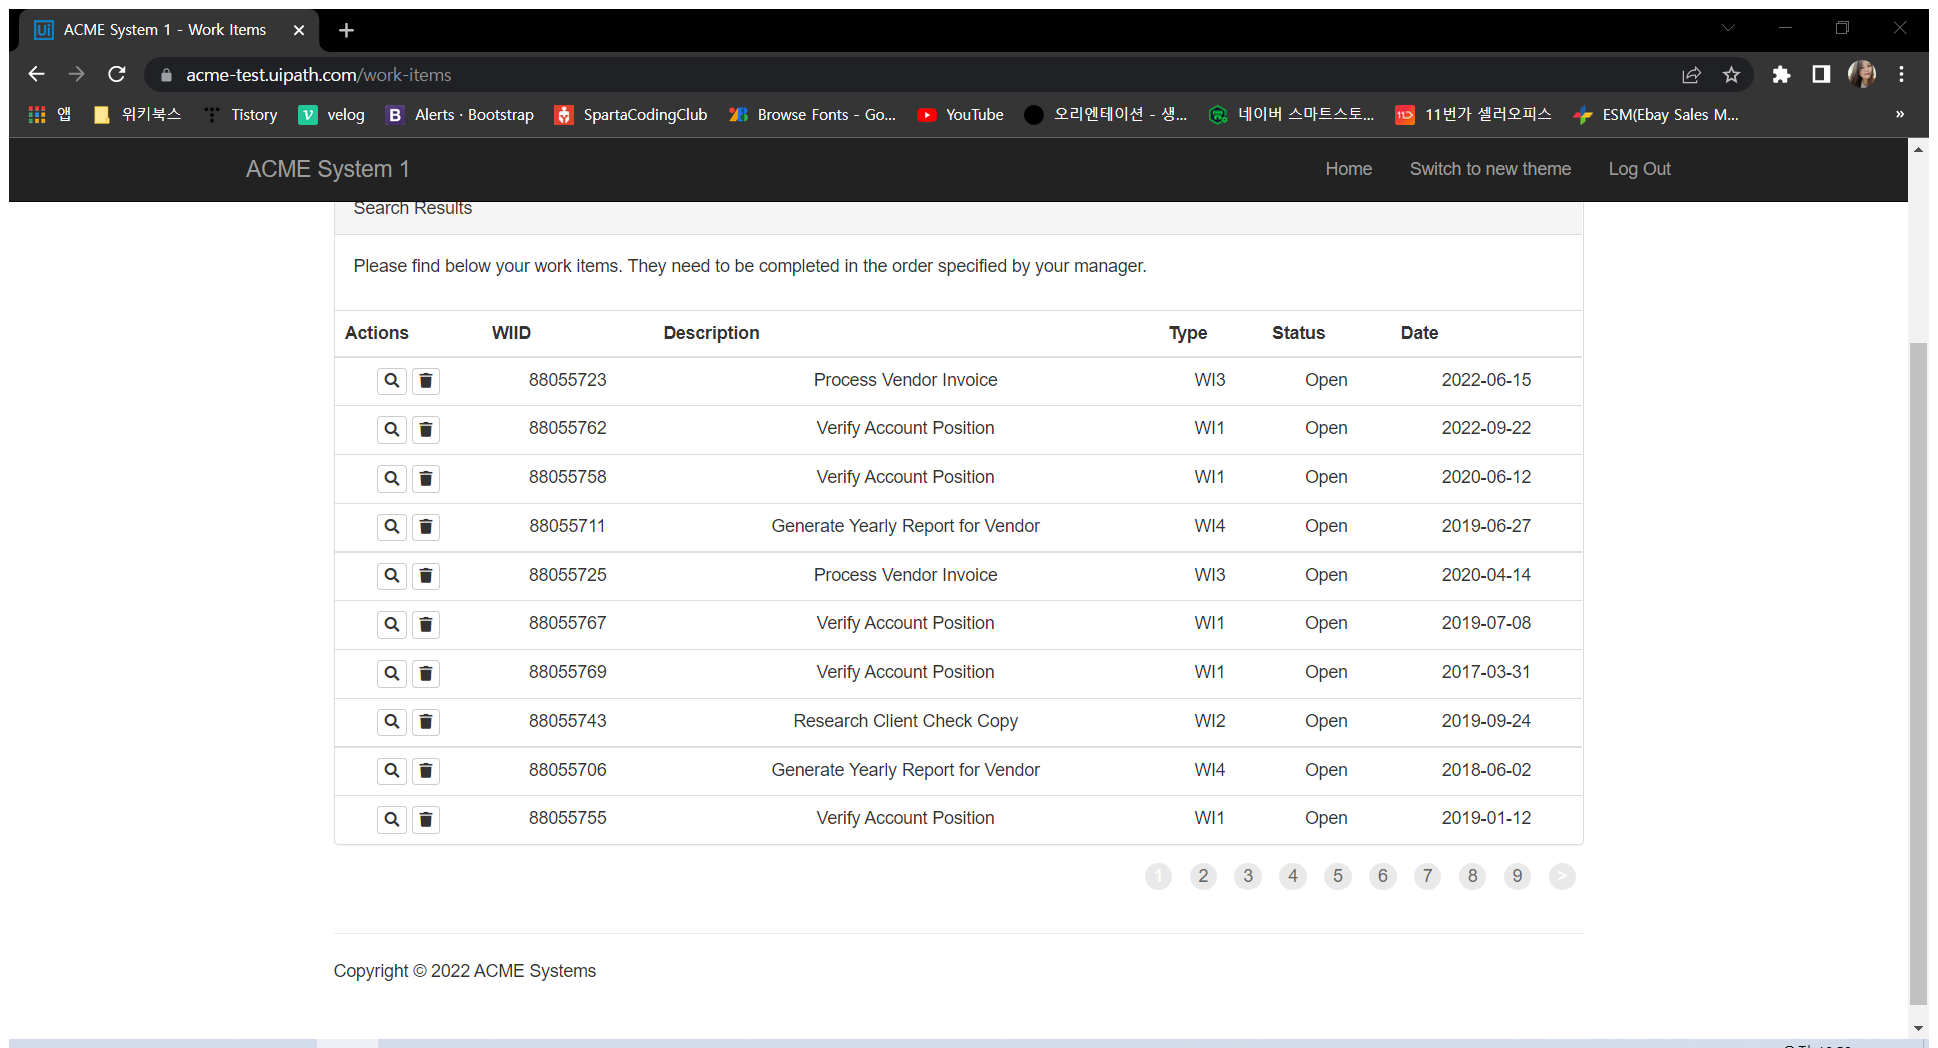 ACME System 1 - Work Items
acme-test.uipath.com/work-items
앱 위키북스 Tistory velog Alerts · Bootstrap SpartaCodingClub Browse Fonts - Go... YouTube 오리엔테이션 - 생... 네이버 스마트스토... 11번가 셀러오피스 ESM(Ebay Sales M... »
ACME System 1 Home Switch to new theme Log Out
Search Results
Please find below your work items. They need to be completed in the order specified by your manager.
Actions WIID Description Type Status Date
88055723 Process Vendor Invoice WI3 Open 2022-06-15
88055762 Verify Account Position WI1 Open 2022-09-22
88055758 Verify Account Position WI1 Open 2020-06-12
88055711 Generate Yearly Report for Vendor WI4 Open 2019-06-27
88055725 Process Vendor Invoice WI3 Open 2020-04-14
88055767 Verify Account Position WI1 Open 2019-07-08
88055769 Verify Account Position WI1 Open 2017-03-31
88055743 Research Client Check Copy WI2 Open 2019-09-24
88055706 Generate Yearly Report for Vendor WI4 Open 2018-06-02
88055755 Verify Account Position WI1 Open 2019-01-12
1 2 3 4 5 6 7 8 9 >
Copyright © 2022 ACME Systems